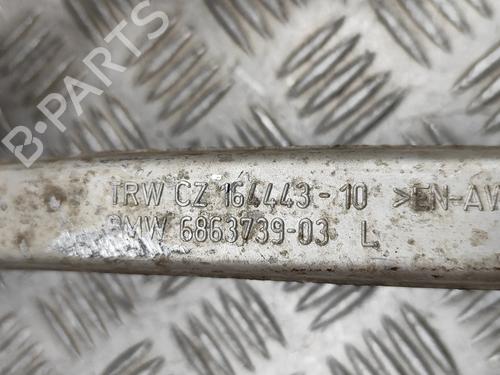 B-PARTS
TRW CZ 164443-10 >EN-AW
BMW 6863739-03 L